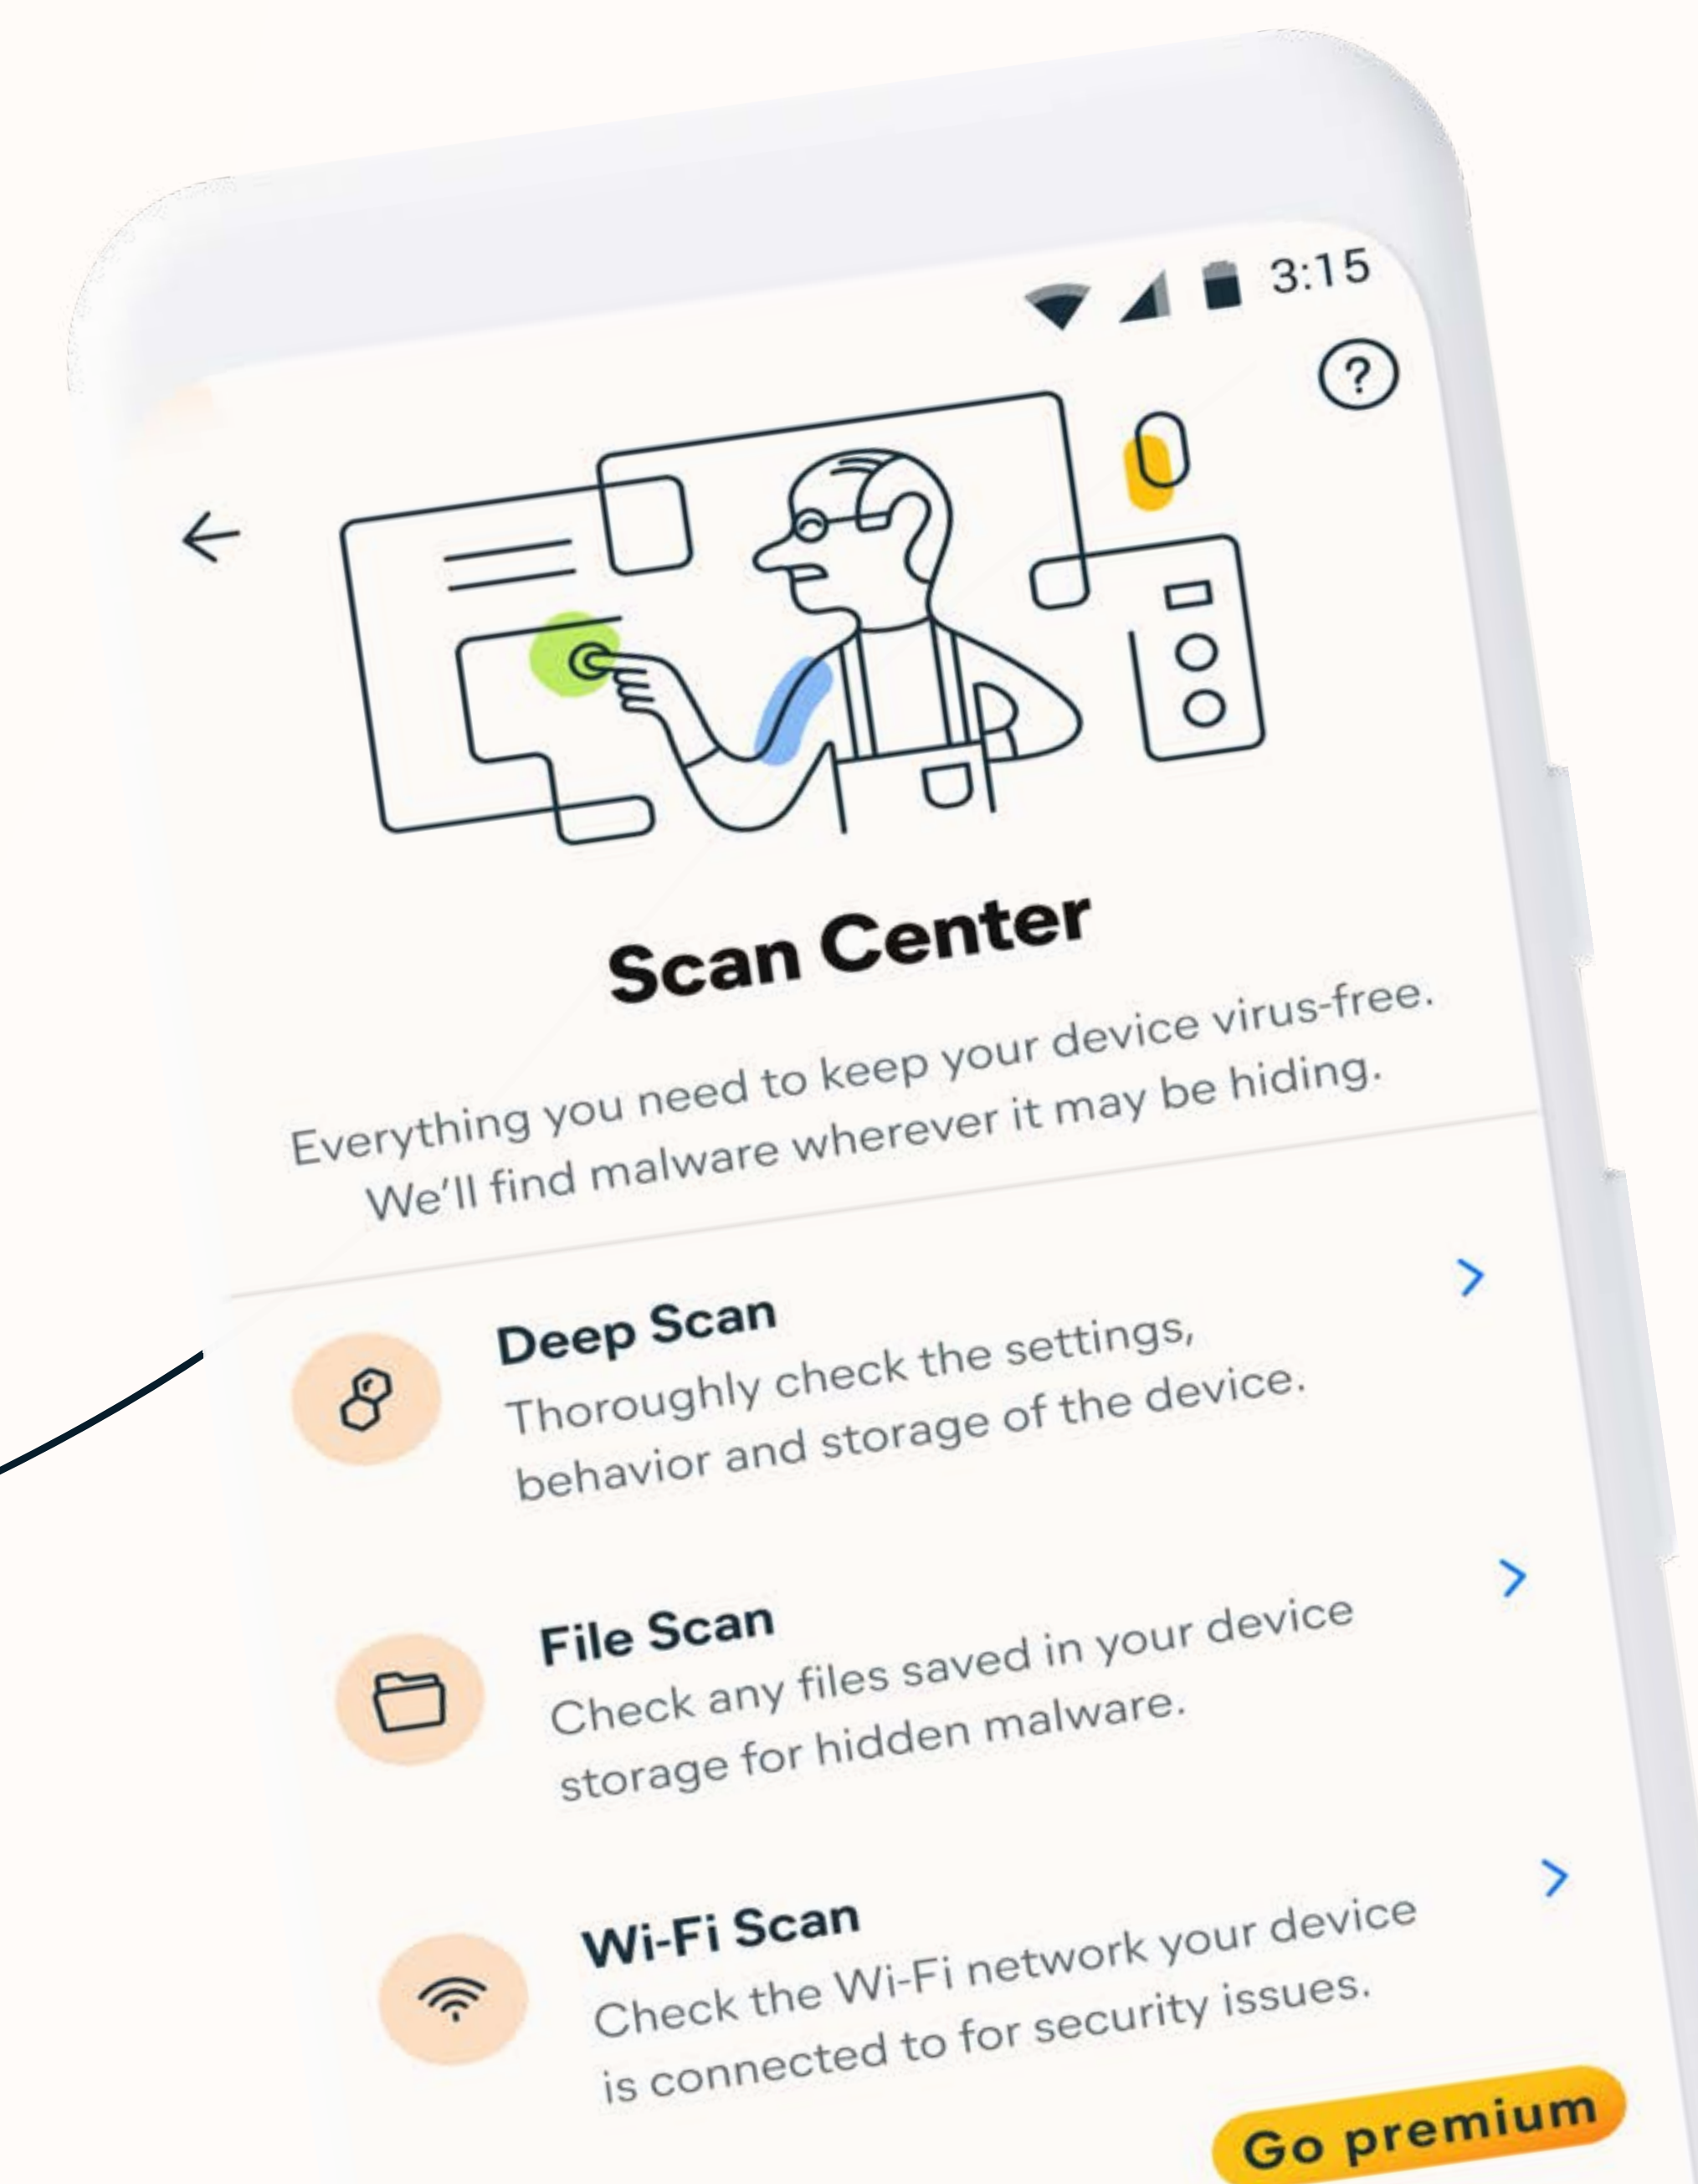 3:15
?
Scan Center
Everything you need to keep your device virus-free.
We'll find malware wherever it may be hiding.
Deep Scan
Thoroughly check the settings,
behavior and storage of the device.
File Scan
Check any files saved in your device
storage for hidden malware.
Wi-Fi Scan
Check the Wi-Fi network your device
is connected to for security issues.
Go premium